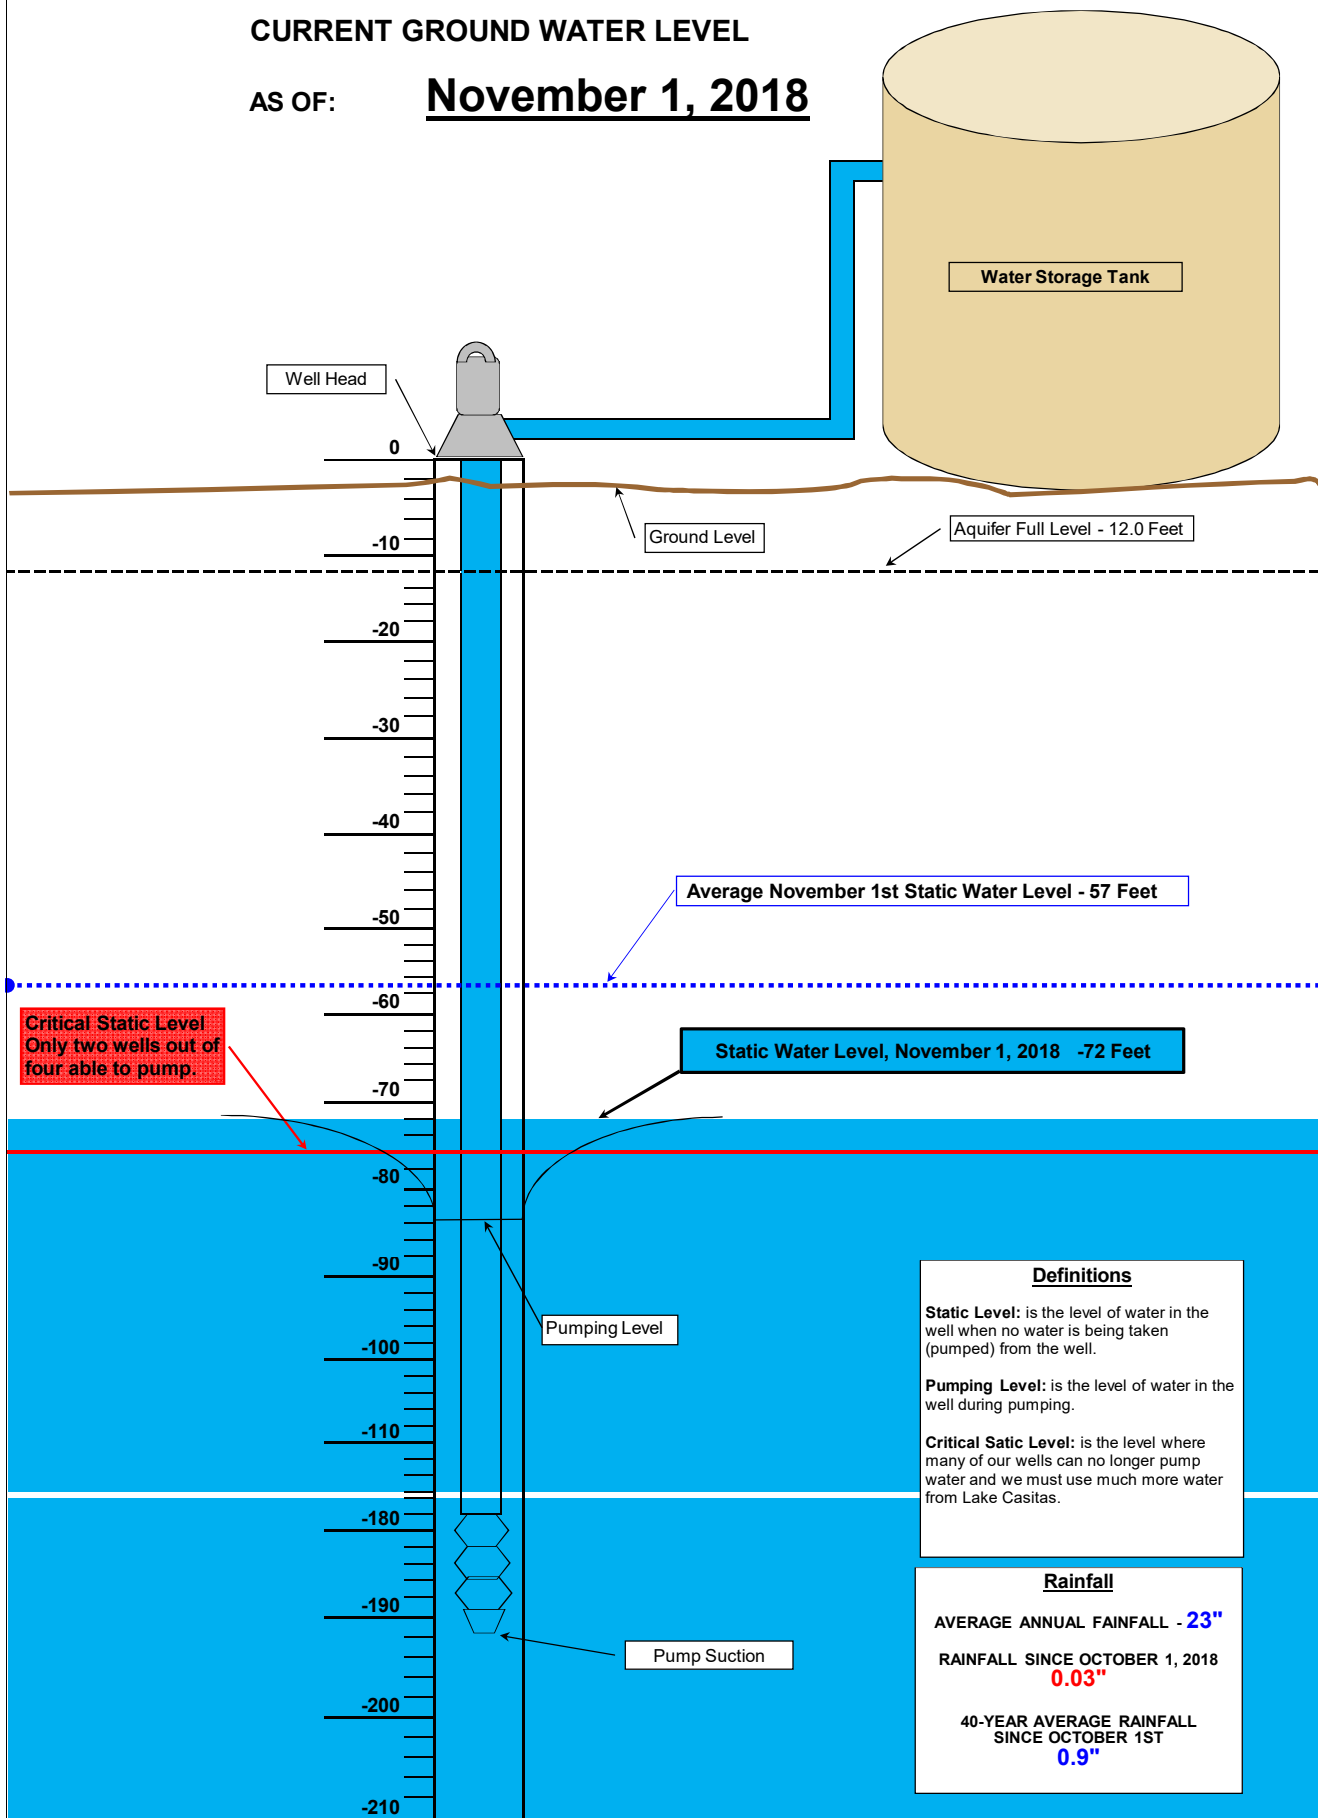 CURRENT GROUND WATER LEVEL
AS OF: November 1, 2018
Water Storage Tank
Well Head
0
Ground Level
Aquifer Full Level - 12.0 Feet
-10
-20
-30
-40
Average November 1st Static Water Level - 57 Feet
-50
-60
Critical Static Level
Only two wells out of
four able to pump.
Static Water Level, November 1, 2018 -72 Feet
-70
-80
-90
Pumping Level
-100
-110
-180
-190
Pump Suction
-200
-210
Definitions
Static Level: is the level of water in the
well when no water is being taken
(pumped) from the well.
Pumping Level: is the level of water in the
well during pumping.
Critical Satic Level: is the level where
many of our wells can no longer pump
water and we must use much more water
from Lake Casitas.
Rainfall
AVERAGE ANNUAL FAINFALL - 23"
RAINFALL SINCE OCTOBER 1, 2018
0.03"
40-YEAR AVERAGE RAINFALL
SINCE OCTOBER 1ST
0.9"